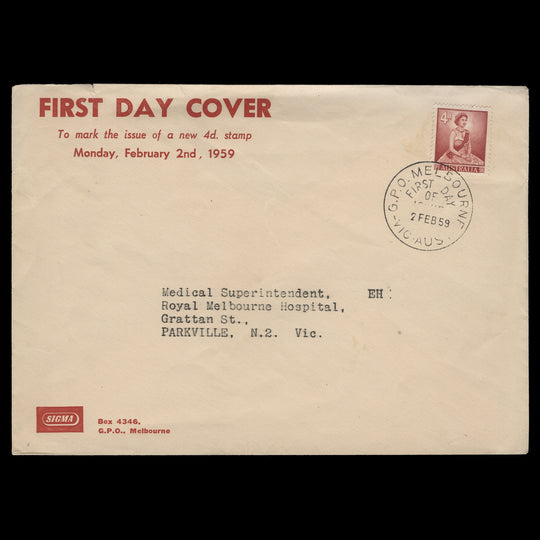 FIRST DAY COVER
To mark the issue of a new 4d. stamp
Monday, February 2nd, 1959
4D
AUSTRALIA
G.P.O. MELBOURNE
FIRST DAY
OF
2 FEB 59
VIC-AUST
Medical Superintendent, EH :
Royal Melbourne Hospital,
Grattan St.,
PARKVILLE, N.2. Vic.
SIGMA
Box 4346,
G.P.O., Melbourne